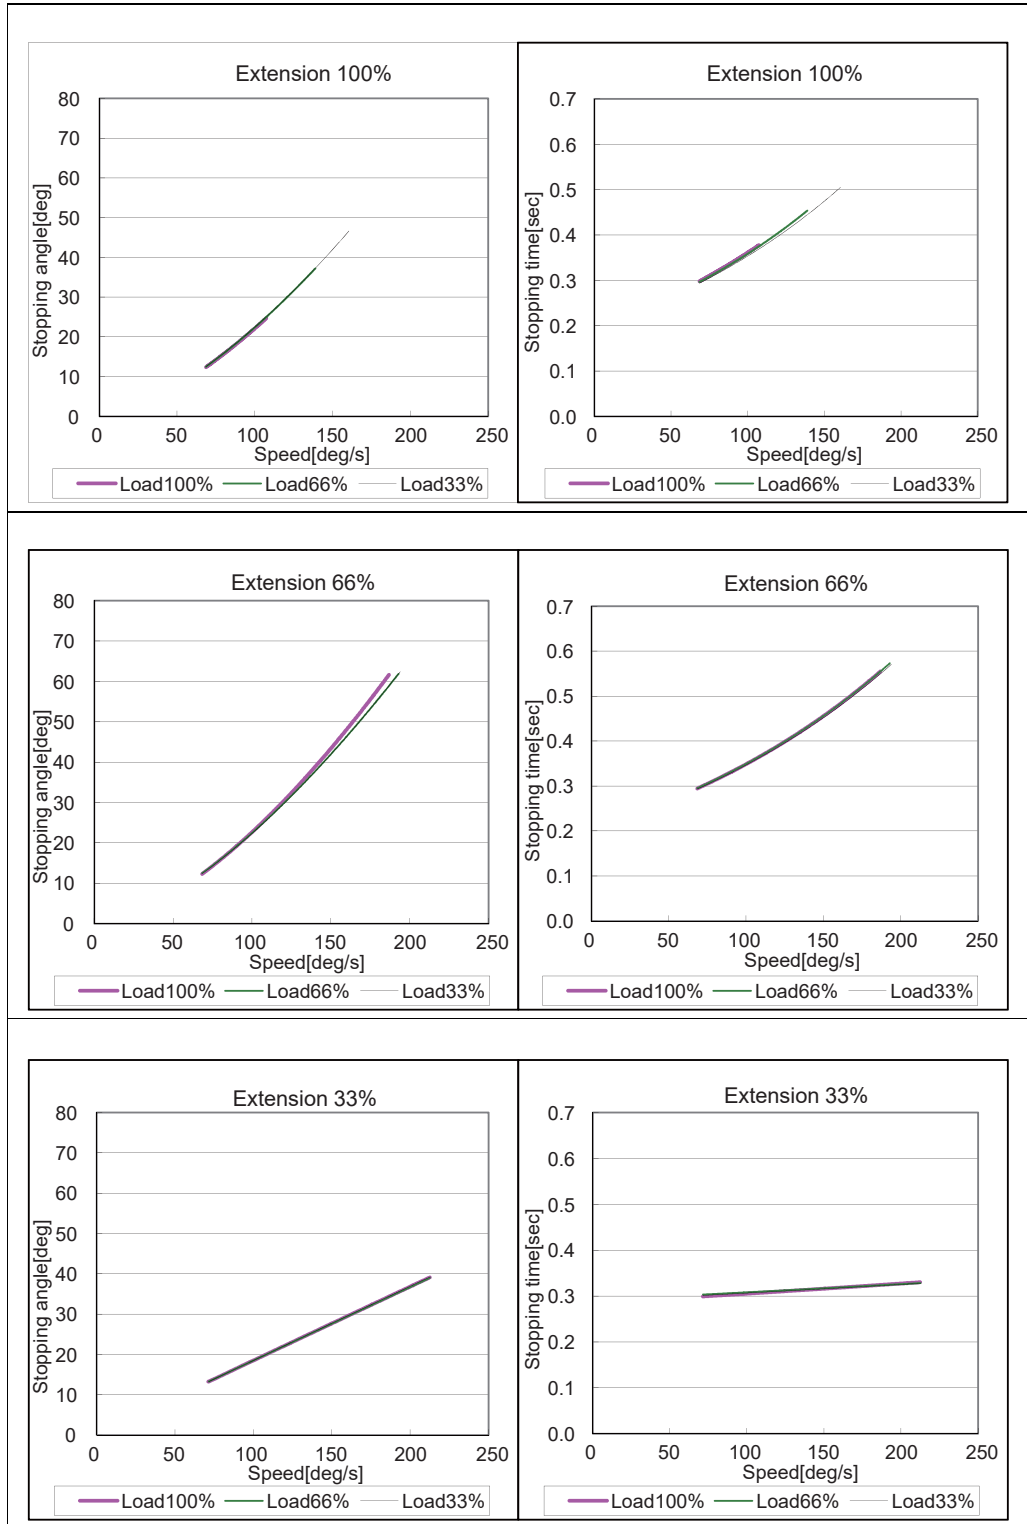 Extension 100%
Stopping angle[deg]
80
70
60
50
40
30
20
10
0
0 50 100 150 200 250
Speed[deg/s]
Load100% Load66% Load33%
Extension 100%
Stopping time[sec]
0.7
0.6
0.5
0.4
0.3
0.2
0.1
0.0
0 50 100 150 200 250
Speed[deg/s]
Load100% Load66% Load33%
Extension 66%
Stopping angle[deg]
80
70
60
50
40
30
20
10
0
0 50 100 150 200 250
Speed[deg/s]
Load100% Load66% Load33%
Extension 66%
Stopping time[sec]
0.7
0.6
0.5
0.4
0.3
0.2
0.1
0.0
0 50 100 150 200 250
Speed[deg/s]
Load100% Load66% Load33%
Extension 33%
Stopping angle[deg]
80
70
60
50
40
30
20
10
0
0 50 100 150 200 250
Speed[deg/s]
Load100% Load66% Load33%
Extension 33%
Stopping time[sec]
0.7
0.6
0.5
0.4
0.3
0.2
0.1
0.0
0 50 100 150 200 250
Speed[deg/s]
Load100% Load66% Load33%